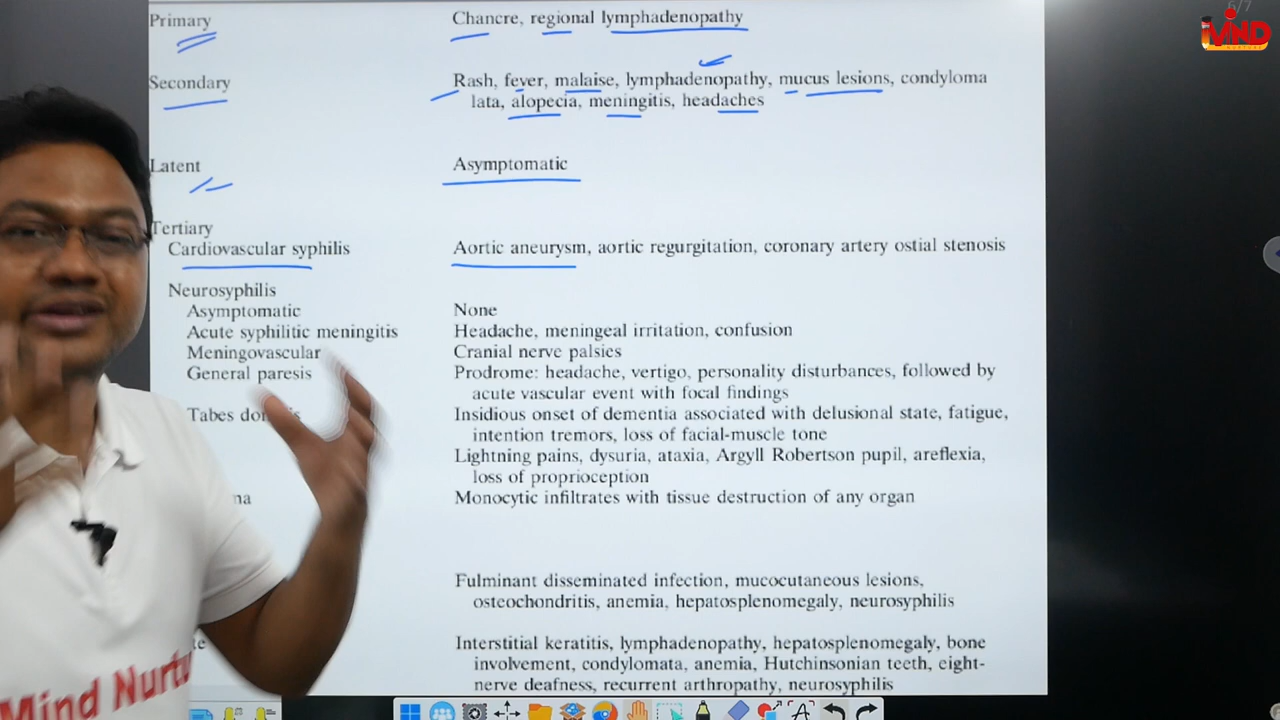 Primary Chancre, regional lymphadenopathy
6/7
iMIND
Secondary Rash, fever, malaise, lymphadenopathy, mucus lesions, condyloma
lata, alopecia, meningitis, headaches
Latent Asymptomatic
Tertiary
Cardiovascular syphilis Aortic aneurysm, aortic regurgitation, coronary artery ostial stenosis
Neurosyphilis
Asymptomatic None
Acute syphilitic meningitis Headache, meningeal irritation, confusion
Meningovascular Cranial nerve palsies
General paresis Prodrome: headache, vertigo, personality disturbances, followed by
acute vascular event with focal findings
Tabes Insidious onset of dementia associated with delusional state, fatigue,
intention tremors, loss of facial-muscle tone
Lightning pains, dysuria, ataxia, Argyll Robertson pupil, areflexia,
loss of proprioception
Monocytic infiltrates with tissue destruction of any organ
Fulminant disseminated infection, mucocutaneous lesions,
osteochondritis, anemia, hepatosplenomegaly, neurosyphilis
Interstitial keratitis, lymphadenopathy, hepatosplenomegaly, bone
involvement, condylomata, anemia, Hutchinsonian teeth, eight-
nerve deafness, recurrent arthropathy, neurosyphilis
Mind Nurtu